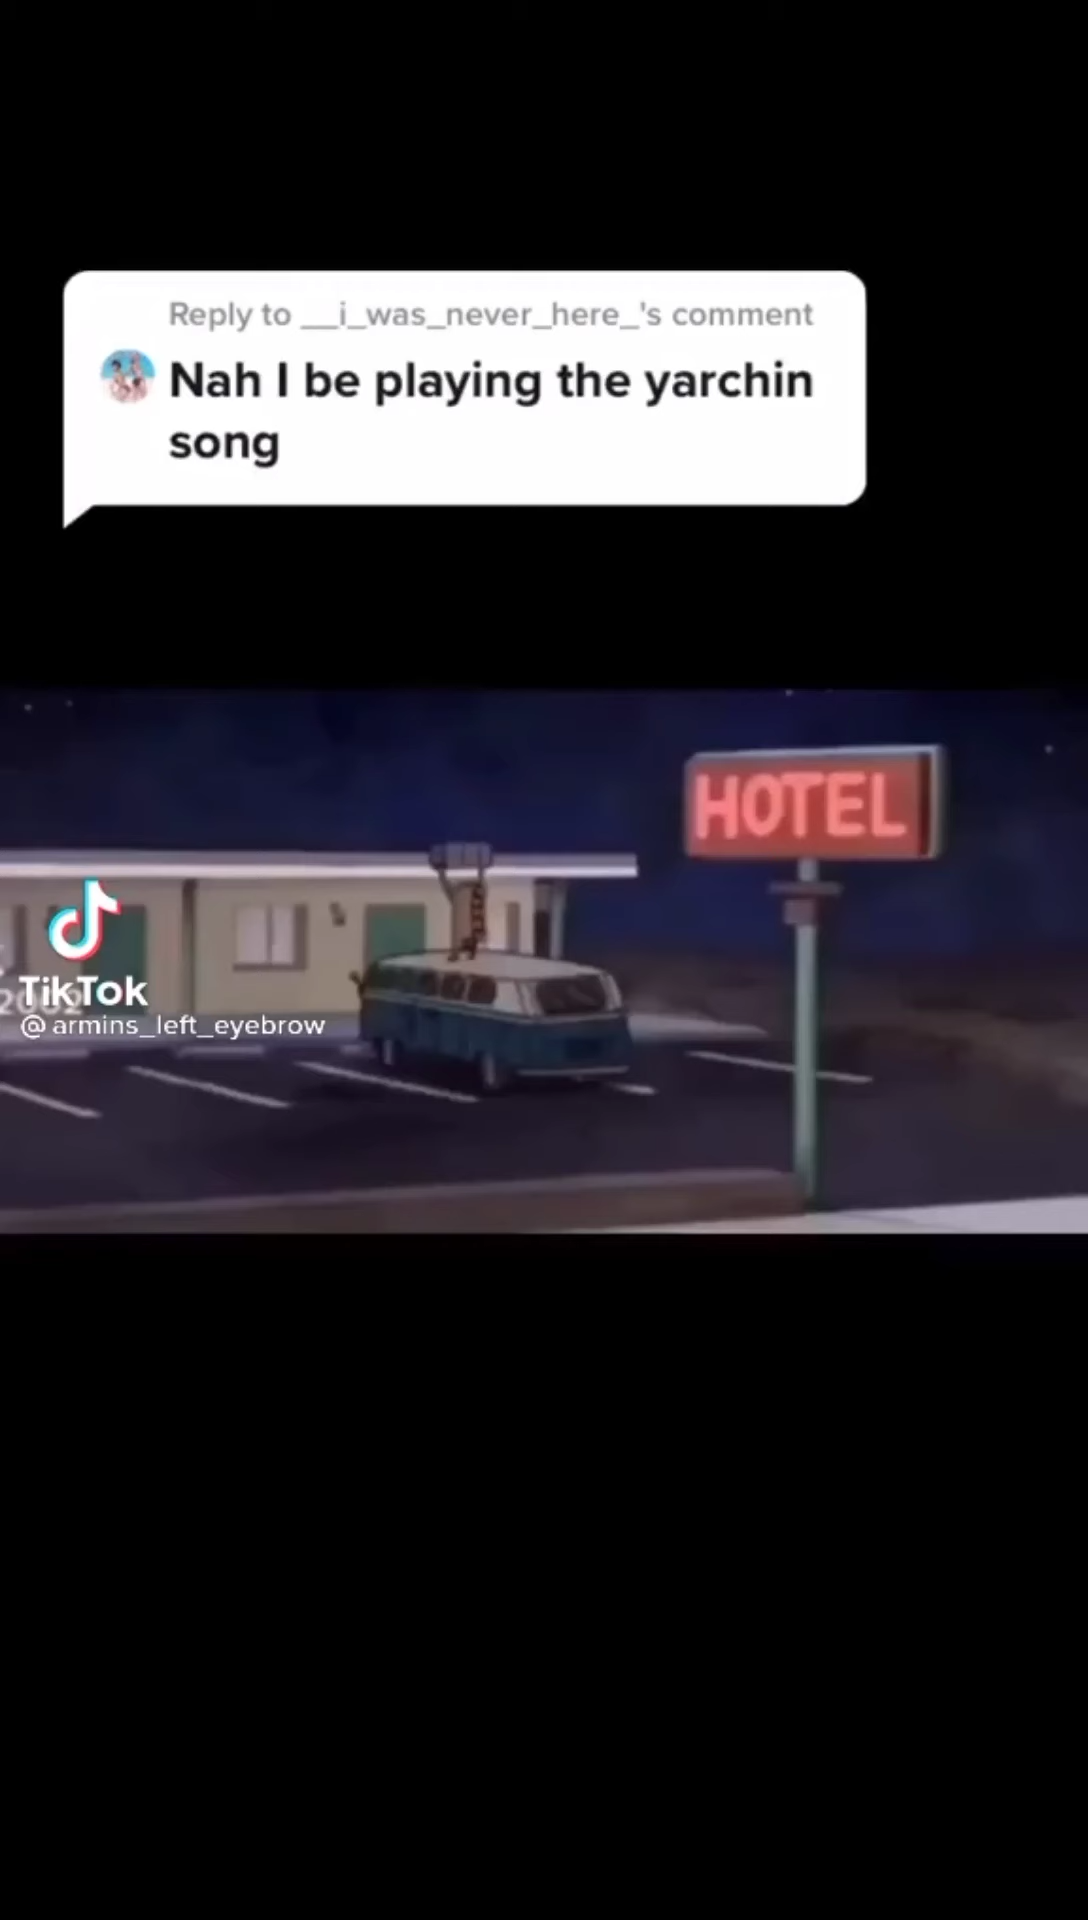 Reply to __i_was_never_here_'s comment
Nah I be playing the yarchin
song
HOTEL
TikTok
@armins_left_eyebrow